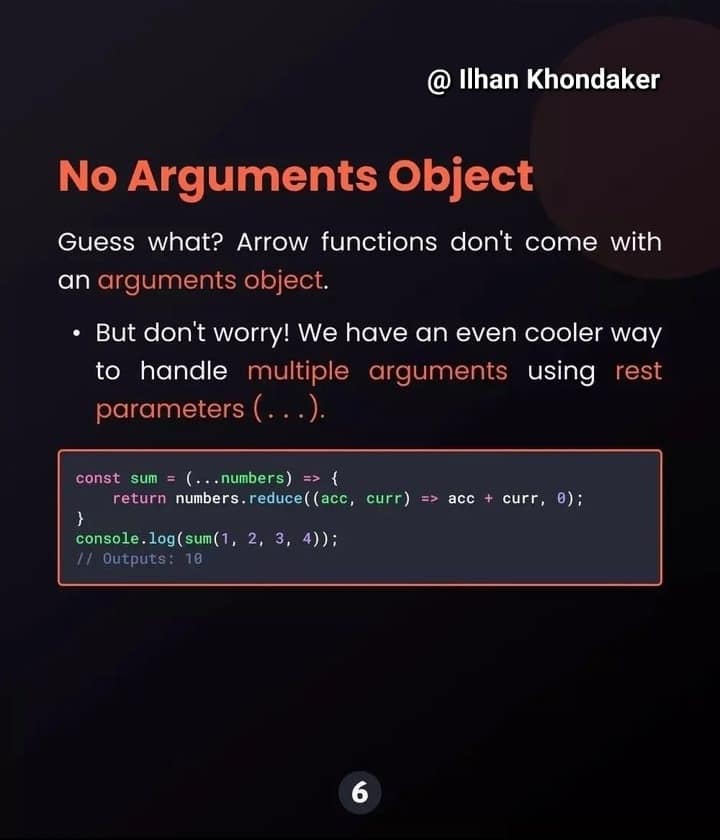 @ Ilhan Khondaker
No Arguments Object
Guess what? Arrow functions don't come with
an arguments object.
• But don't worry! We have an even cooler way
to handle multiple arguments using rest
parameters (...).
const sum = (...numbers) => {
    return numbers.reduce((acc, curr) => acc + curr, 0);
}
console.log(sum(1, 2, 3, 4));
// Outputs: 10
6